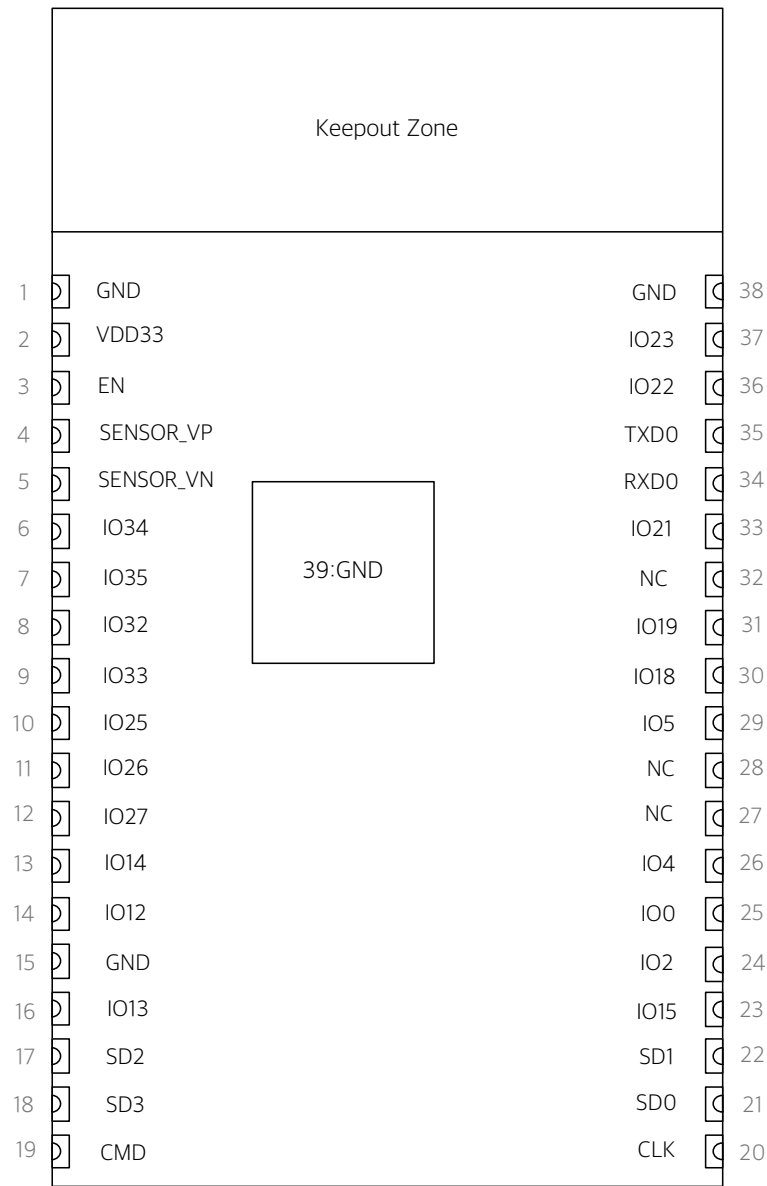 Keepout Zone
1 GND GND 38
2 VDD33 IO23 37
3 EN IO22 36
4 SENSOR_VP TXD0 35
5 SENSOR_VN RXD0 34
6 IO34 IO21 33
7 IO35 39:GND NC 32
8 IO32 IO19 31
9 IO33 IO18 30
10 IO25 IO5 29
11 IO26 NC 28
12 IO27 NC 27
13 IO14 IO4 26
14 IO12 IO0 25
15 GND IO2 24
16 IO13 IO15 23
17 SD2 SD1 22
18 SD3 SD0 21
19 CMD CLK 20